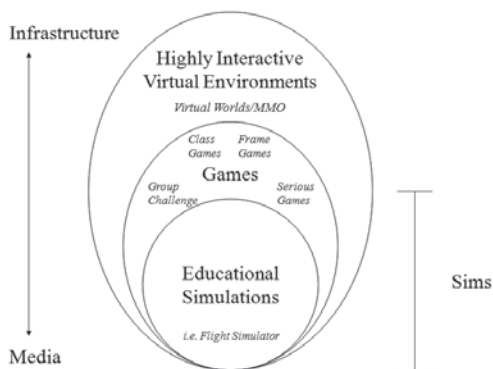 Infrastructure
Highly Interactive
Virtual Environments
Virtual Worlds/MMO
Class
Games
Frame
Games
Games
Group
Challenge
Serious
Games
Educational
Simulations
i.e. Flight Simulator
Sims
Media